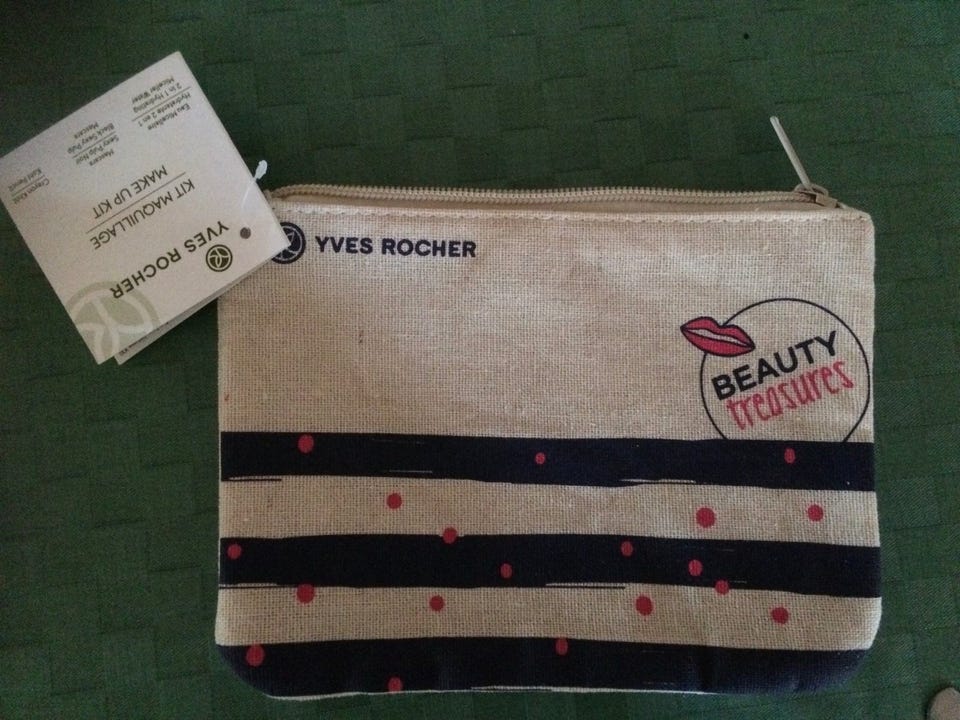 YVES ROCHER
KIT MAQUILLAGE
MAKE UP KIT
Crayon Khôl
Kohl Pencil
Mascara
Sexy Pulp Noir
Black Sexy Pulp
Mascara
Eau Micellaire
Hydratante 2 en 1
2 in 1 Hydrating
Micellar Water
YVES ROCHER
BEAUTY
treasures